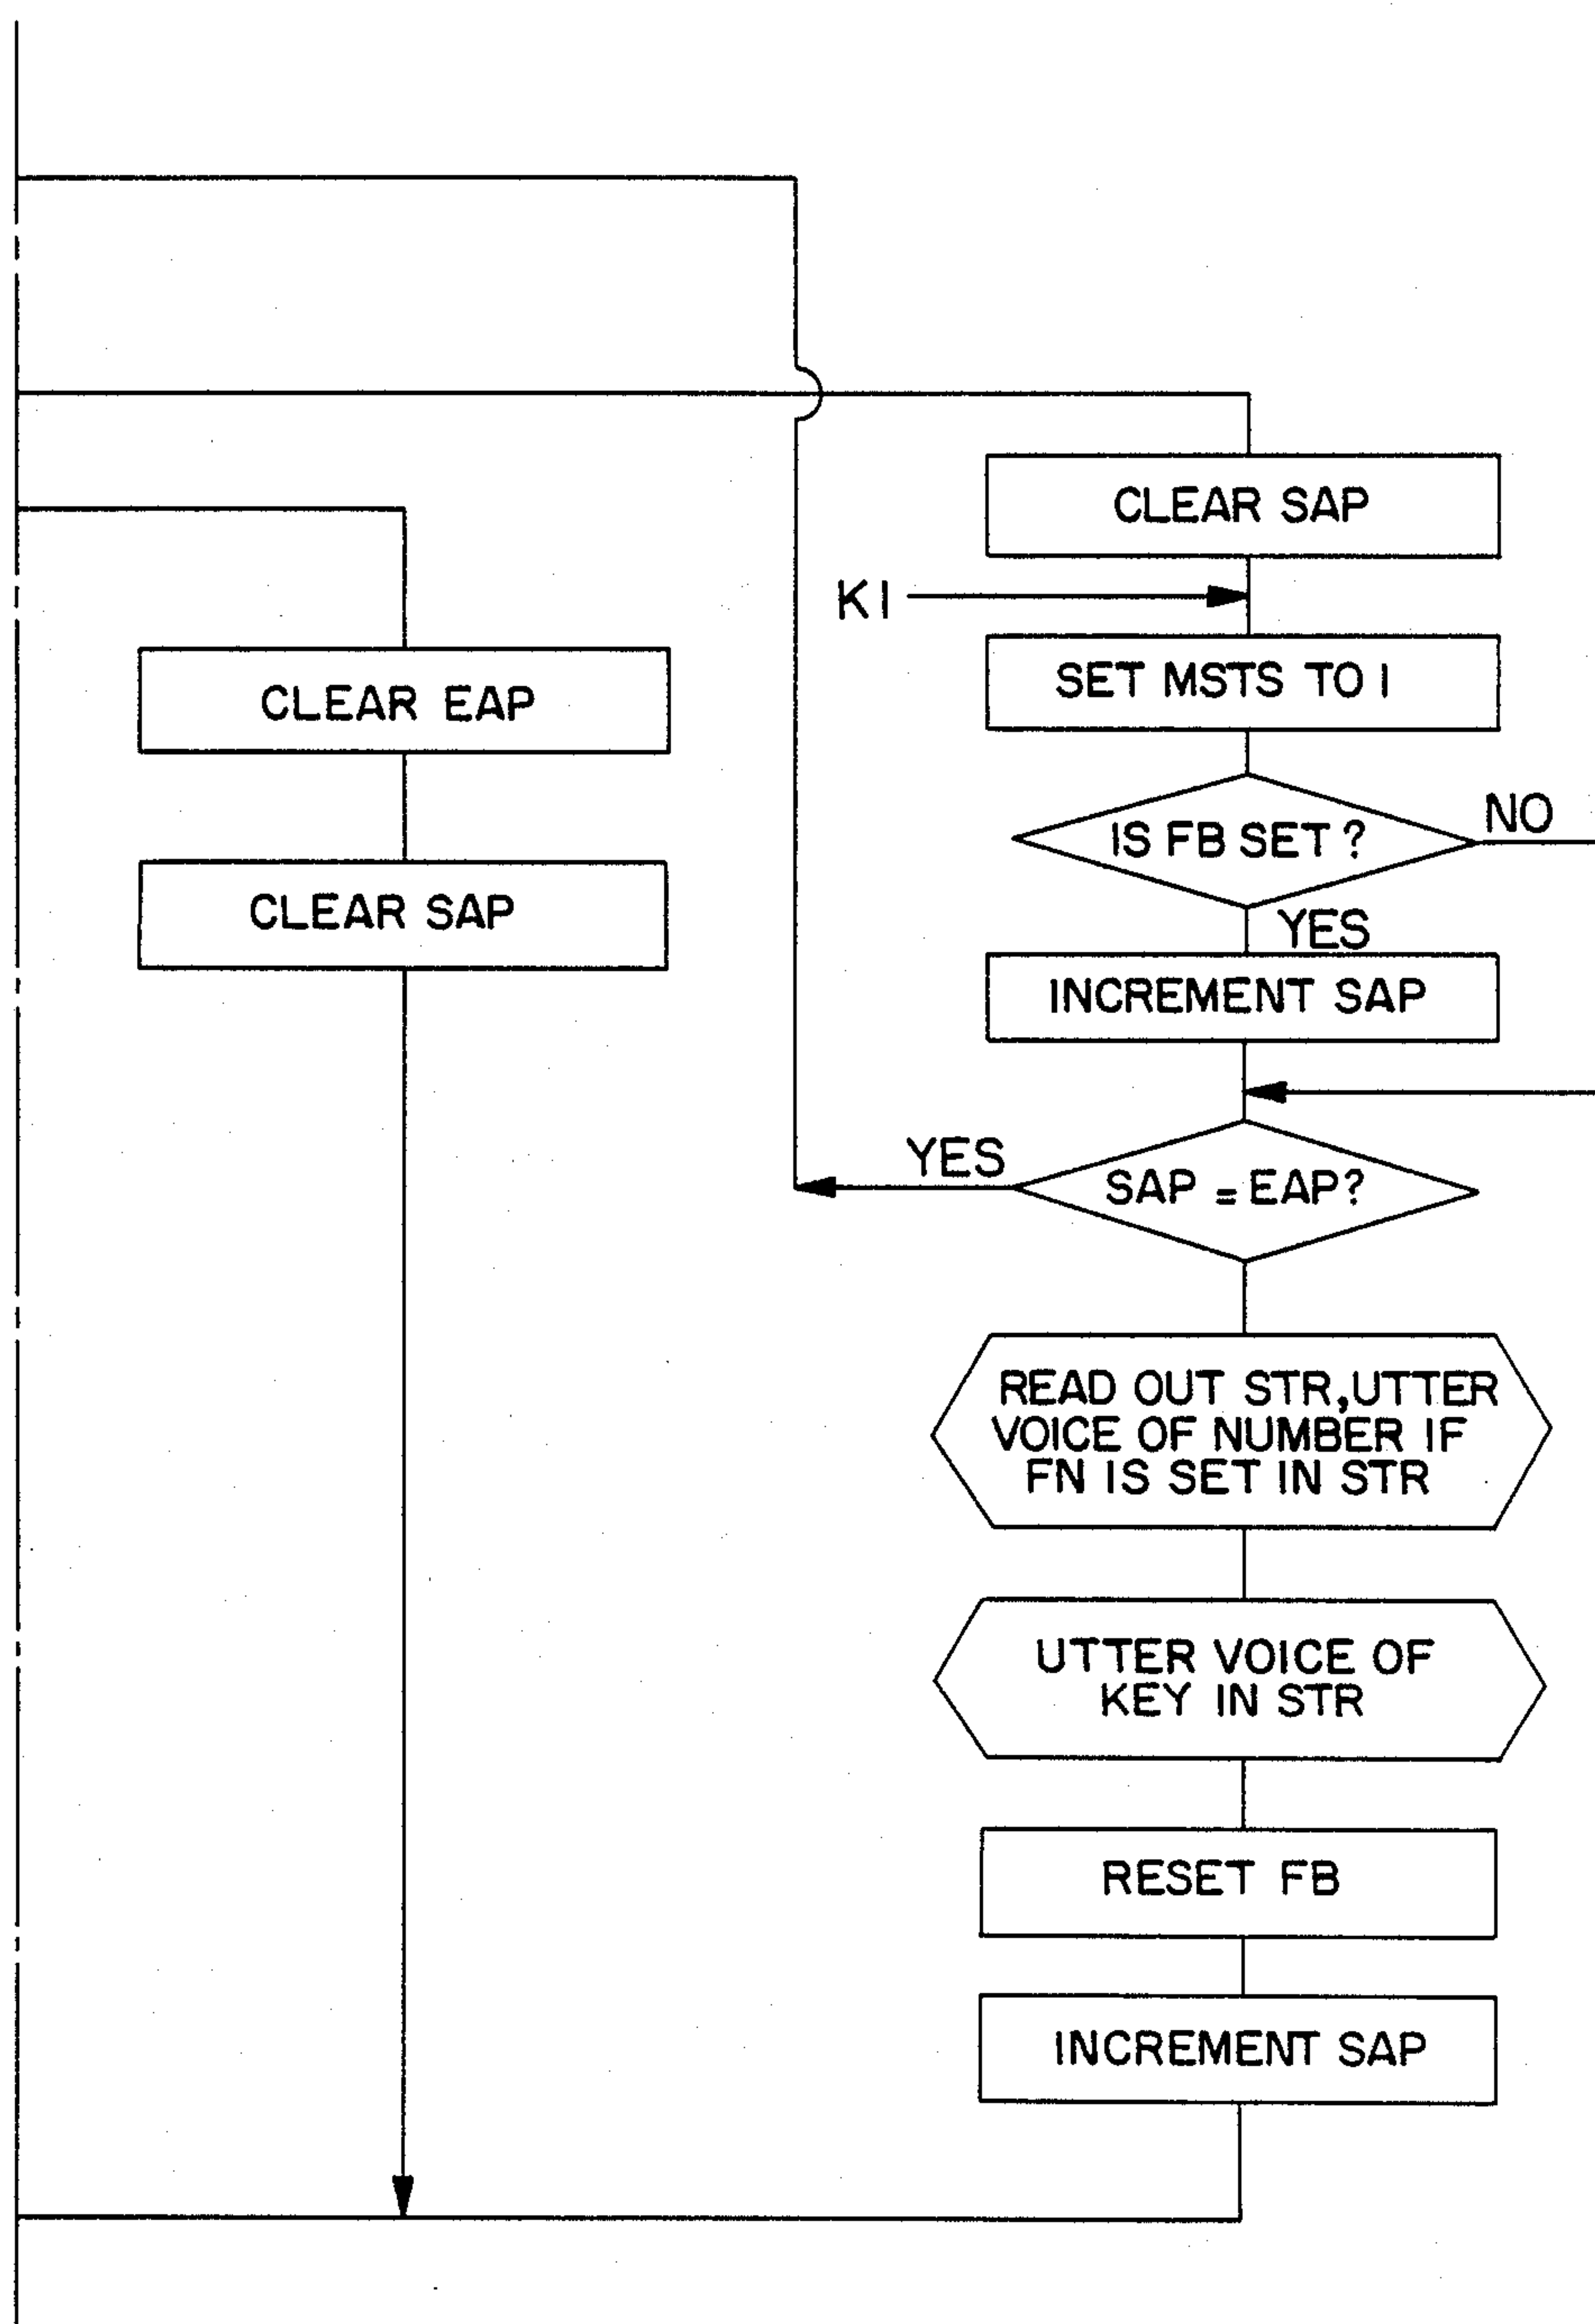 CLEAR SAP
K1
SET MSTS TO 1
CLEAR EAP
IS FB SET ?
NO
CLEAR SAP
YES
INCREMENT SAP
YES
SAP = EAP?
READ OUT STR,UTTER
VOICE OF NUMBER IF
FN IS SET IN STR
UTTER VOICE OF
KEY IN STR
RESET FB
INCREMENT SAP